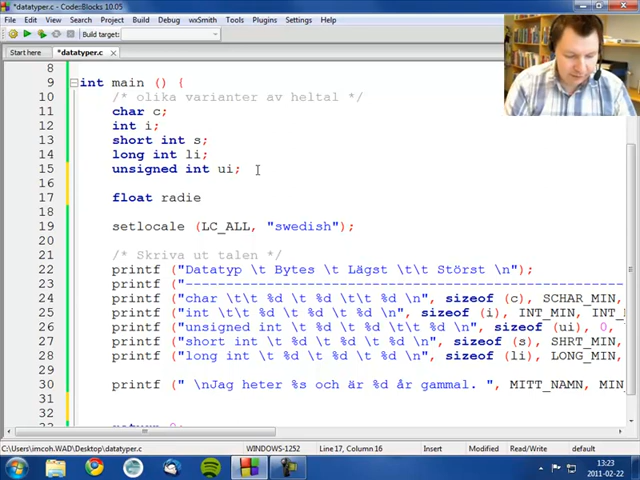 *datatyper.c - Code::Blocks 10.05
File Edit View Search Project Build Debug wxSmith Tools Plugins Settings Help
Build target:
Start here *datatyper.c
8
9 int main () {
10 /* olika varianter av heltal */
11 char c;
12 int i;
13 short int s;
14 long int li;
15 unsigned int ui;
16
17 float radie
18
19 setlocale (LC_ALL, "swedish");
20
21 /* Skriva ut talen */
22 printf ("Datatyp \t Bytes \t Lägst \t\t Störst \n");
23 printf ("------------------------------------------------------------
24 printf ("char \t\t %d \t %d \t\t %d \n", sizeof (c), SCHAR_MIN,
25 printf ("int \t\t %d \t %d \t %d \n", sizeof (i), INT_MIN, INT_M
26 printf ("unsigned int \t %d \t %d \t\t %d \n", sizeof (ui), 0,
27 printf ("short int \t %d \t %d \t %d \n", sizeof (s), SHRT_MIN,
28 printf ("long int \t %d \t %d \t %d \n", sizeof (li), LONG_MIN,
29
30 printf (" \nJag heter %s och är %d år gammal. ", MITT_NAMN, MIN_
31
32
return 0;
C:\Users\imcoh.WAD\Desktop\datatyper.c WINDOWS-1252 Line 17, Column 16 Insert Modified Read/Write default
13:23
2011-02-22